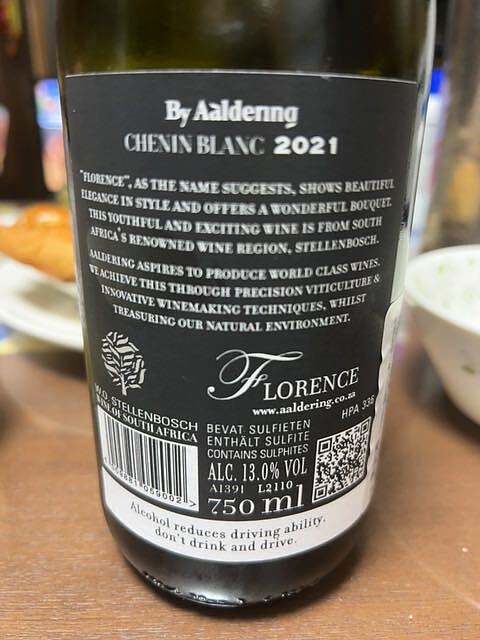 By Aaldering
CHENIN BLANC 2021
"FLORENCE", AS THE NAME SUGGESTS, SHOWS BEAUTIFUL
ELEGANCE IN STYLE AND OFFERS A WONDERFUL BOUQUET.
THIS YOUTHFUL AND EXCITING WINE IS FROM SOUTH
AFRICA'S RENOWNED WINE REGION, STELLENBOSCH.
AALDERING ASPIRES TO PRODUCE WORLD CLASS WINES.
WE ACHIEVE THIS THROUGH PRECISION VITICULTURE &
INNOVATIVE WINEMAKING TECHNIQUES, WHILST
TREASURING OUR NATURAL ENVIRONMENT.
FLORENCE
www.aaldering.co.za
HPA 336
W.O. STELLENBOSCH
WINE OF SOUTH AFRICA
BEVAT SULFIETEN
ENTHÄLT SULFITE
CONTAINS SULPHITES
ALC. 13.0% VOL
A1391 L2110
750 ml
Alcohol reduces driving ability,
don't drink and drive.